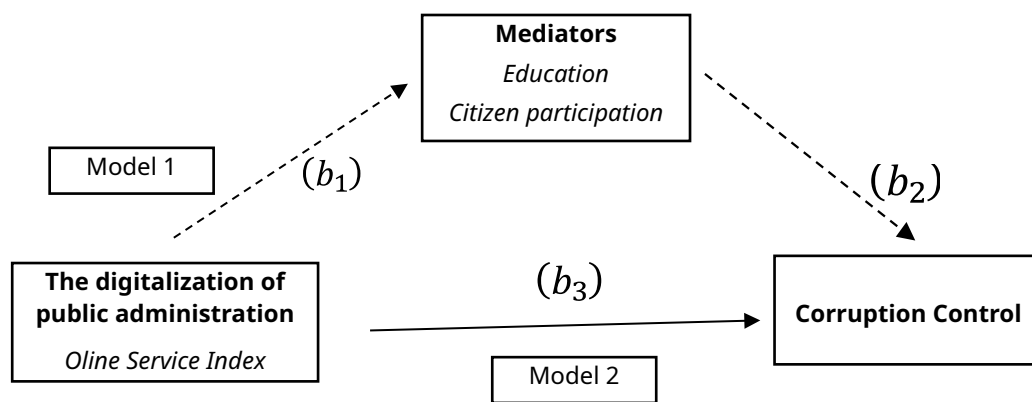 Mediators
Education
Citizen participation
Model 1
(b₁)
(b₂)
The digitalization of
public administration
Oline Service Index
(b₃)
Corruption Control
Model 2